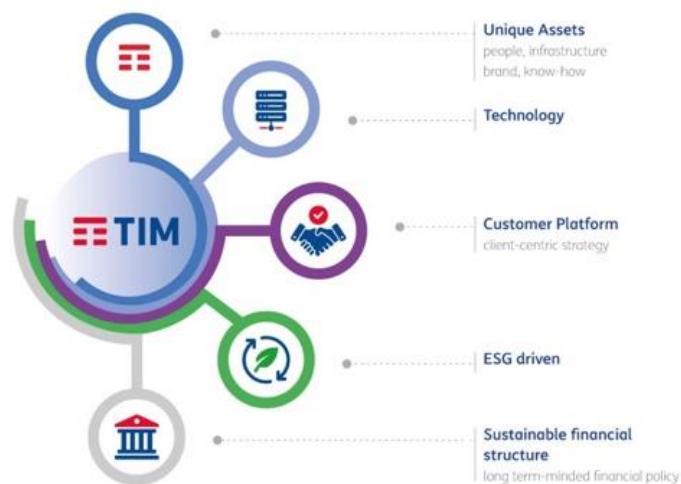 Unique Assets
people, infrastructure
brand, know-how
Technology
TIM
Customer Platform
client-centric strategy
ESG driven
Sustainable financial
structure
long term-minded financial policy